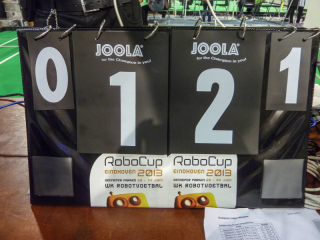 0 1 2 1
JOOLA JOOLA
for the Champion in you! for the Champion in you!
RoboCup RoboCup
EINDHOVEN 2013 EINDHOVEN 2013
WK ROBOTVOETBAL WK ROBOTVOETBAL